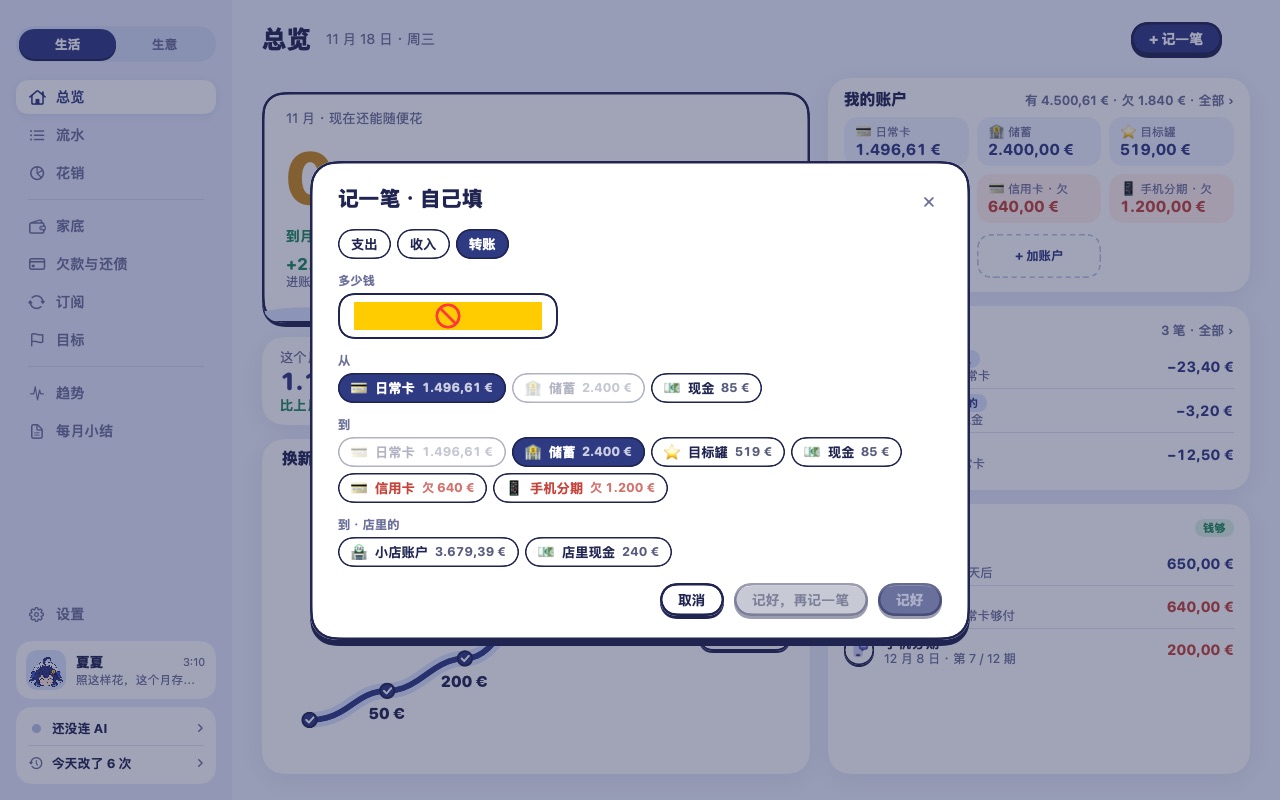 生活
生意
总览
流水
花销
家底
欠款与还债
订阅
目标
趋势
每月小结
设置
夏夏
3:10
照这样花，这个月存…
还没连 AI
今天改了 6 次
总览
11 月 18 日 · 周三
+ 记一笔
11 月 · 现在还能随便花
到月
+2.
进账
这个
1.
比上
换新
200 €
50 €
我的账户
有 4.500,61 € · 欠 1.840 € · 全部 ›
日常卡
1.496,61 €
储蓄
2.400,00 €
目标罐
519,00 €
信用卡 · 欠
640,00 €
手机分期 · 欠
1.200,00 €
+ 加账户
3 笔 · 全部 ›
常卡
−23,40 €
的
金
−3,20 €
卡
−12,50 €
钱够
天后
650,00 €
常卡够付
640,00 €
12 月 8 日 · 第 7 / 12 期
200,00 €
记一笔 · 自己填
×
支出
收入
转账
多少钱
从
日常卡 1.496,61 €
储蓄 2.400 €
现金 85 €
到
日常卡 1.496,61 €
储蓄 2.400 €
目标罐 519 €
现金 85 €
信用卡 欠 640 €
手机分期 欠 1.200 €
到 · 店里的
小店账户 3.679,39 €
店里现金 240 €
取消
记好，再记一笔
记好